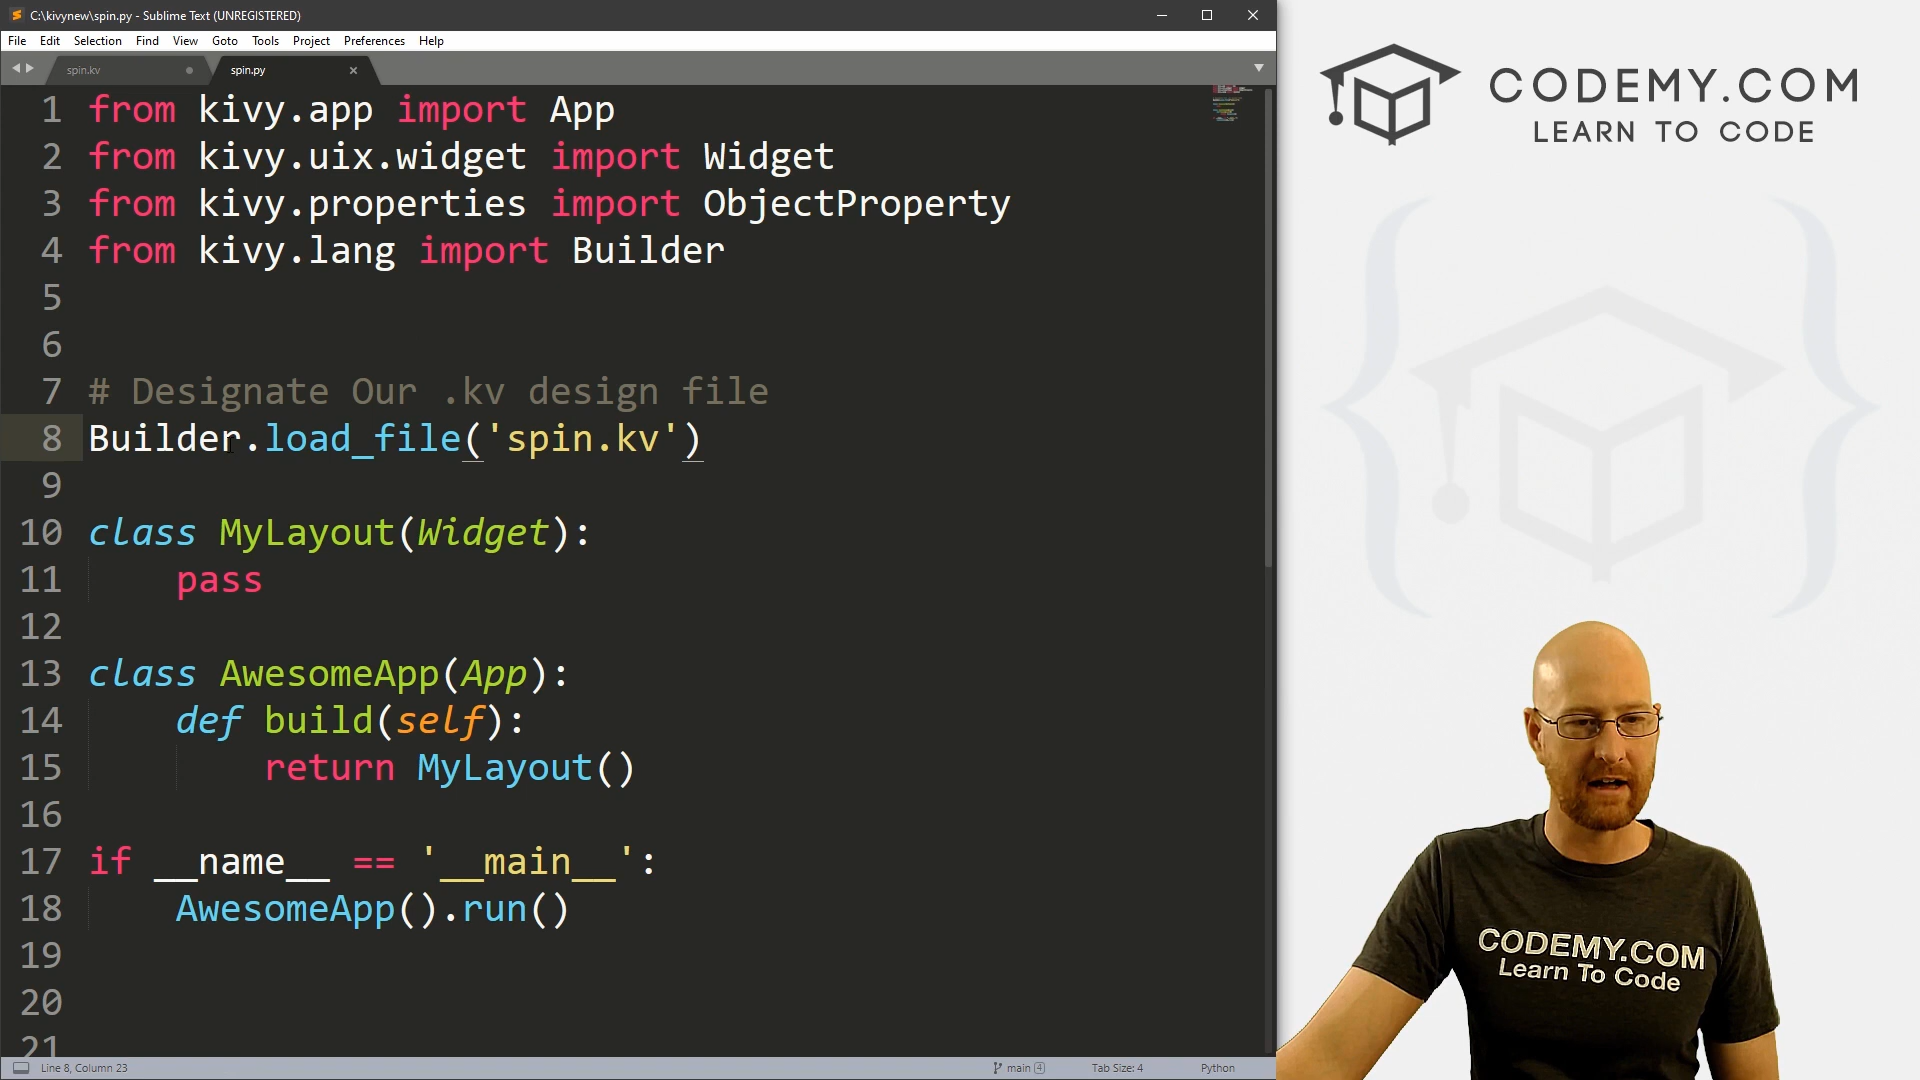 C:\kivynew\spin.py - Sublime Text (UNREGISTERED)
File Edit Selection Find View Goto Tools Project Preferences Help
spin.kv spin.py
1 from kivy.app import App
2 from kivy.uix.widget import Widget
3 from kivy.properties import ObjectProperty
4 from kivy.lang import Builder
5
6
7 # Designate Our .kv design file
8 Builder.load_file('spin.kv')
9
10 class MyLayout(Widget):
11 pass
12
13 class AwesomeApp(App):
14 def build(self):
15 return MyLayout()
16
17 if __name__ == '__main__':
18 AwesomeApp().run()
19
20
21
Line 8, Column 23 main 4 Tab Size: 4 Python
CODEMY.COM
LEARN TO CODE
CODEMY.COM
Learn To Code